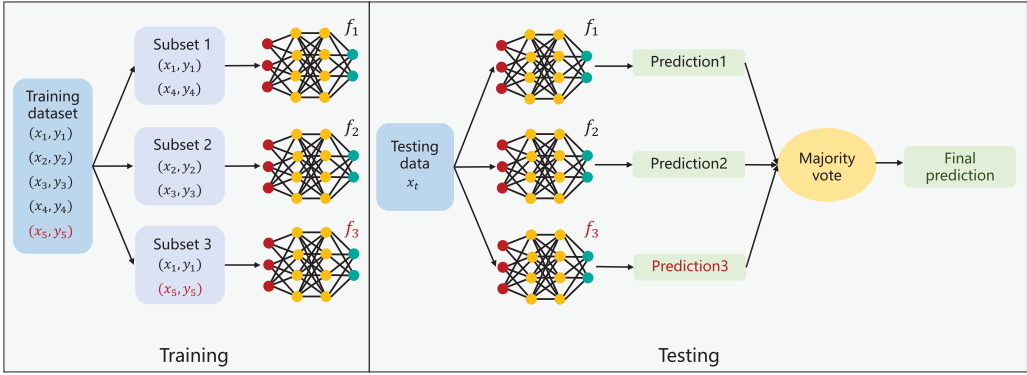 Training
dataset
(x₁, y₁)
(x₂, y₂)
(x₃, y₃)
(x₄, y₄)
(x₅, y₅)
Subset 1
(x₁, y₁)
(x₄, y₄)
f₁
Subset 2
(x₂, y₂)
(x₃, y₃)
f₂
Subset 3
(x₁, y₁)
(x₅, y₅)
f₃
Training
Testing
data
xₜ
f₁
Prediction1
f₂
Prediction2
f₃
Prediction3
Majority
vote
Final
prediction
Testing